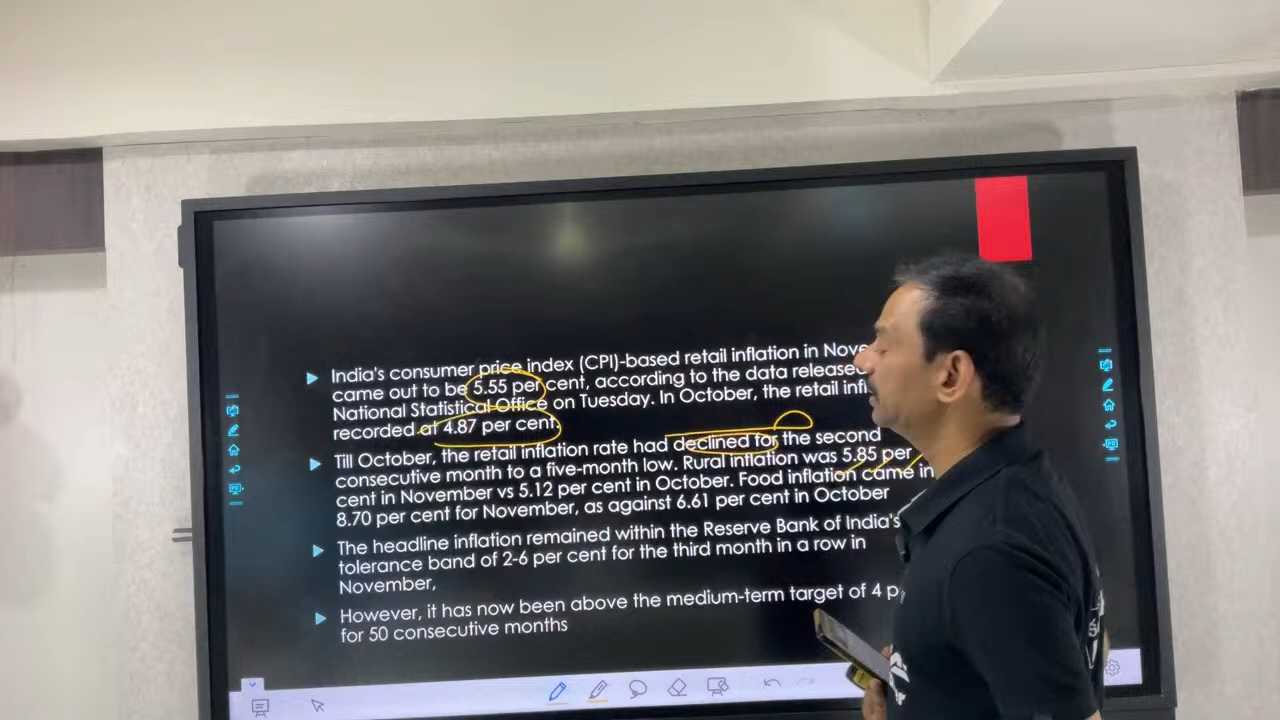 India's consumer price index (CPI)-based retail inflation in Nove
came out to be 5.55 per cent, according to the data released
National Statistical Office on Tuesday. In October, the retail infl
recorded at 4.87 per cent.
Till October, the retail inflation rate had declined for the second
consecutive month to a five-month low. Rural inflation was 5.85 per
cent in November vs 5.12 per cent in October. Food inflation came in
8.70 per cent for November, as against 6.61 per cent in October
The headline inflation remained within the Reserve Bank of India's
tolerance band of 2-6 per cent for the third month in a row in
November,
However, it has now been above the medium-term target of 4 p
for 50 consecutive months